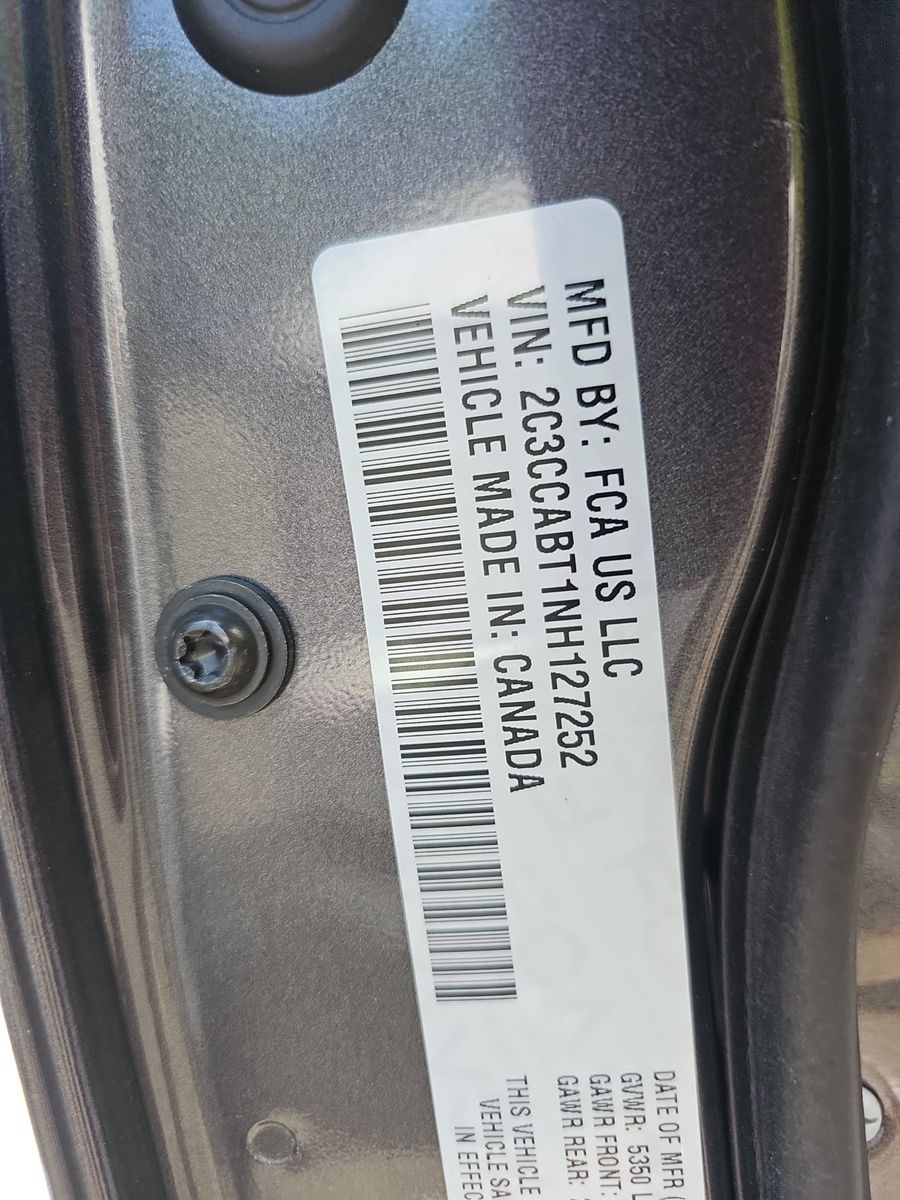 MFD BY: FCA US LLC
VIN: 2C3CCABT1NH127252
VEHICLE MADE IN: CANADA
DATE OF MFR (
GVWR: 5350 L
GAWR FRONT:
GAWR REAR:
THIS VEHICLE
VEHICLE SA
IN EFFEC